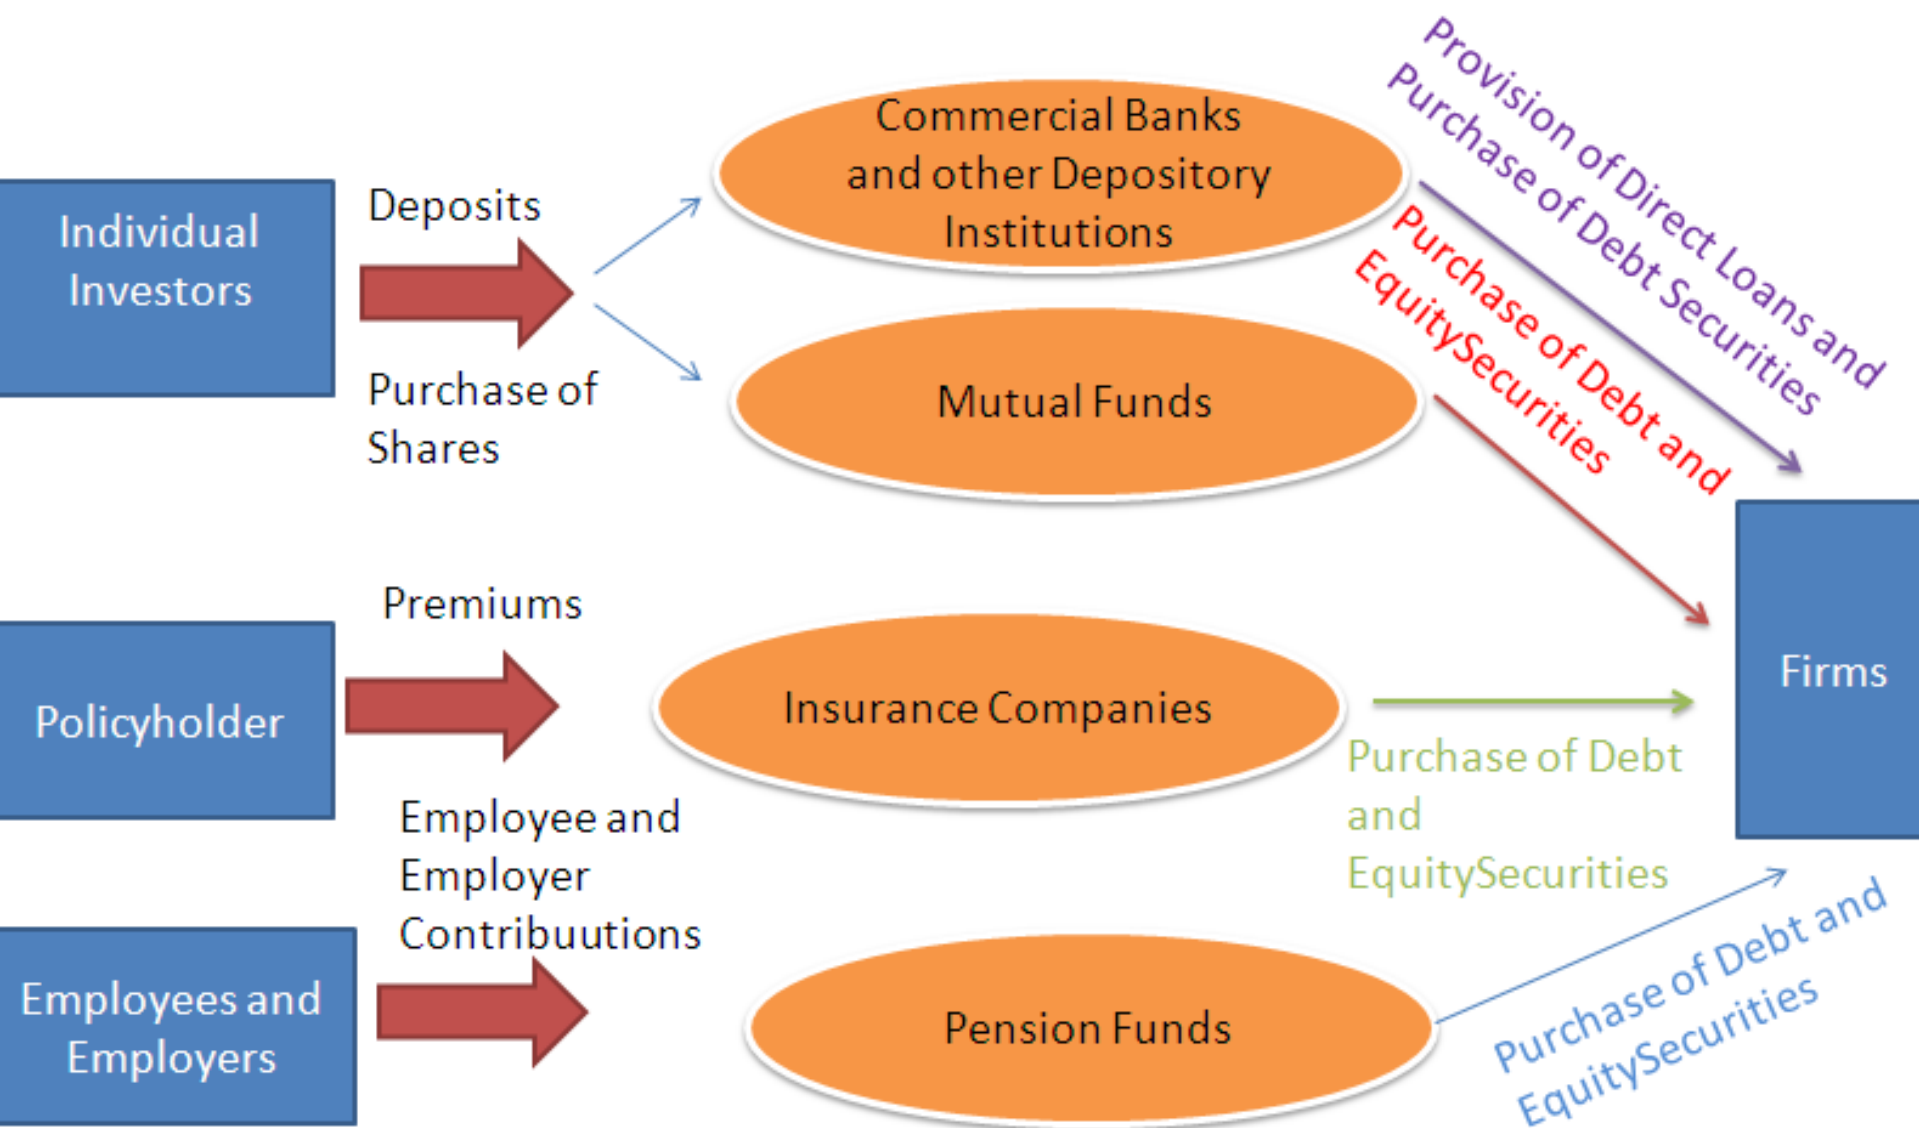 Individual
Investors
Deposits
Purchase of
Shares
Commercial Banks
and other Depository
Institutions
Mutual Funds
Provision of Direct Loans and
Purchase of Debt Securities
Purchase of Debt and
EquitySecurities
Policyholder
Premiums
Insurance Companies
Purchase of Debt
and
EquitySecurities
Firms
Employees and
Employers
Employee and
Employer
Contribuutions
Pension Funds
Purchase of Debt and
EquitySecurities